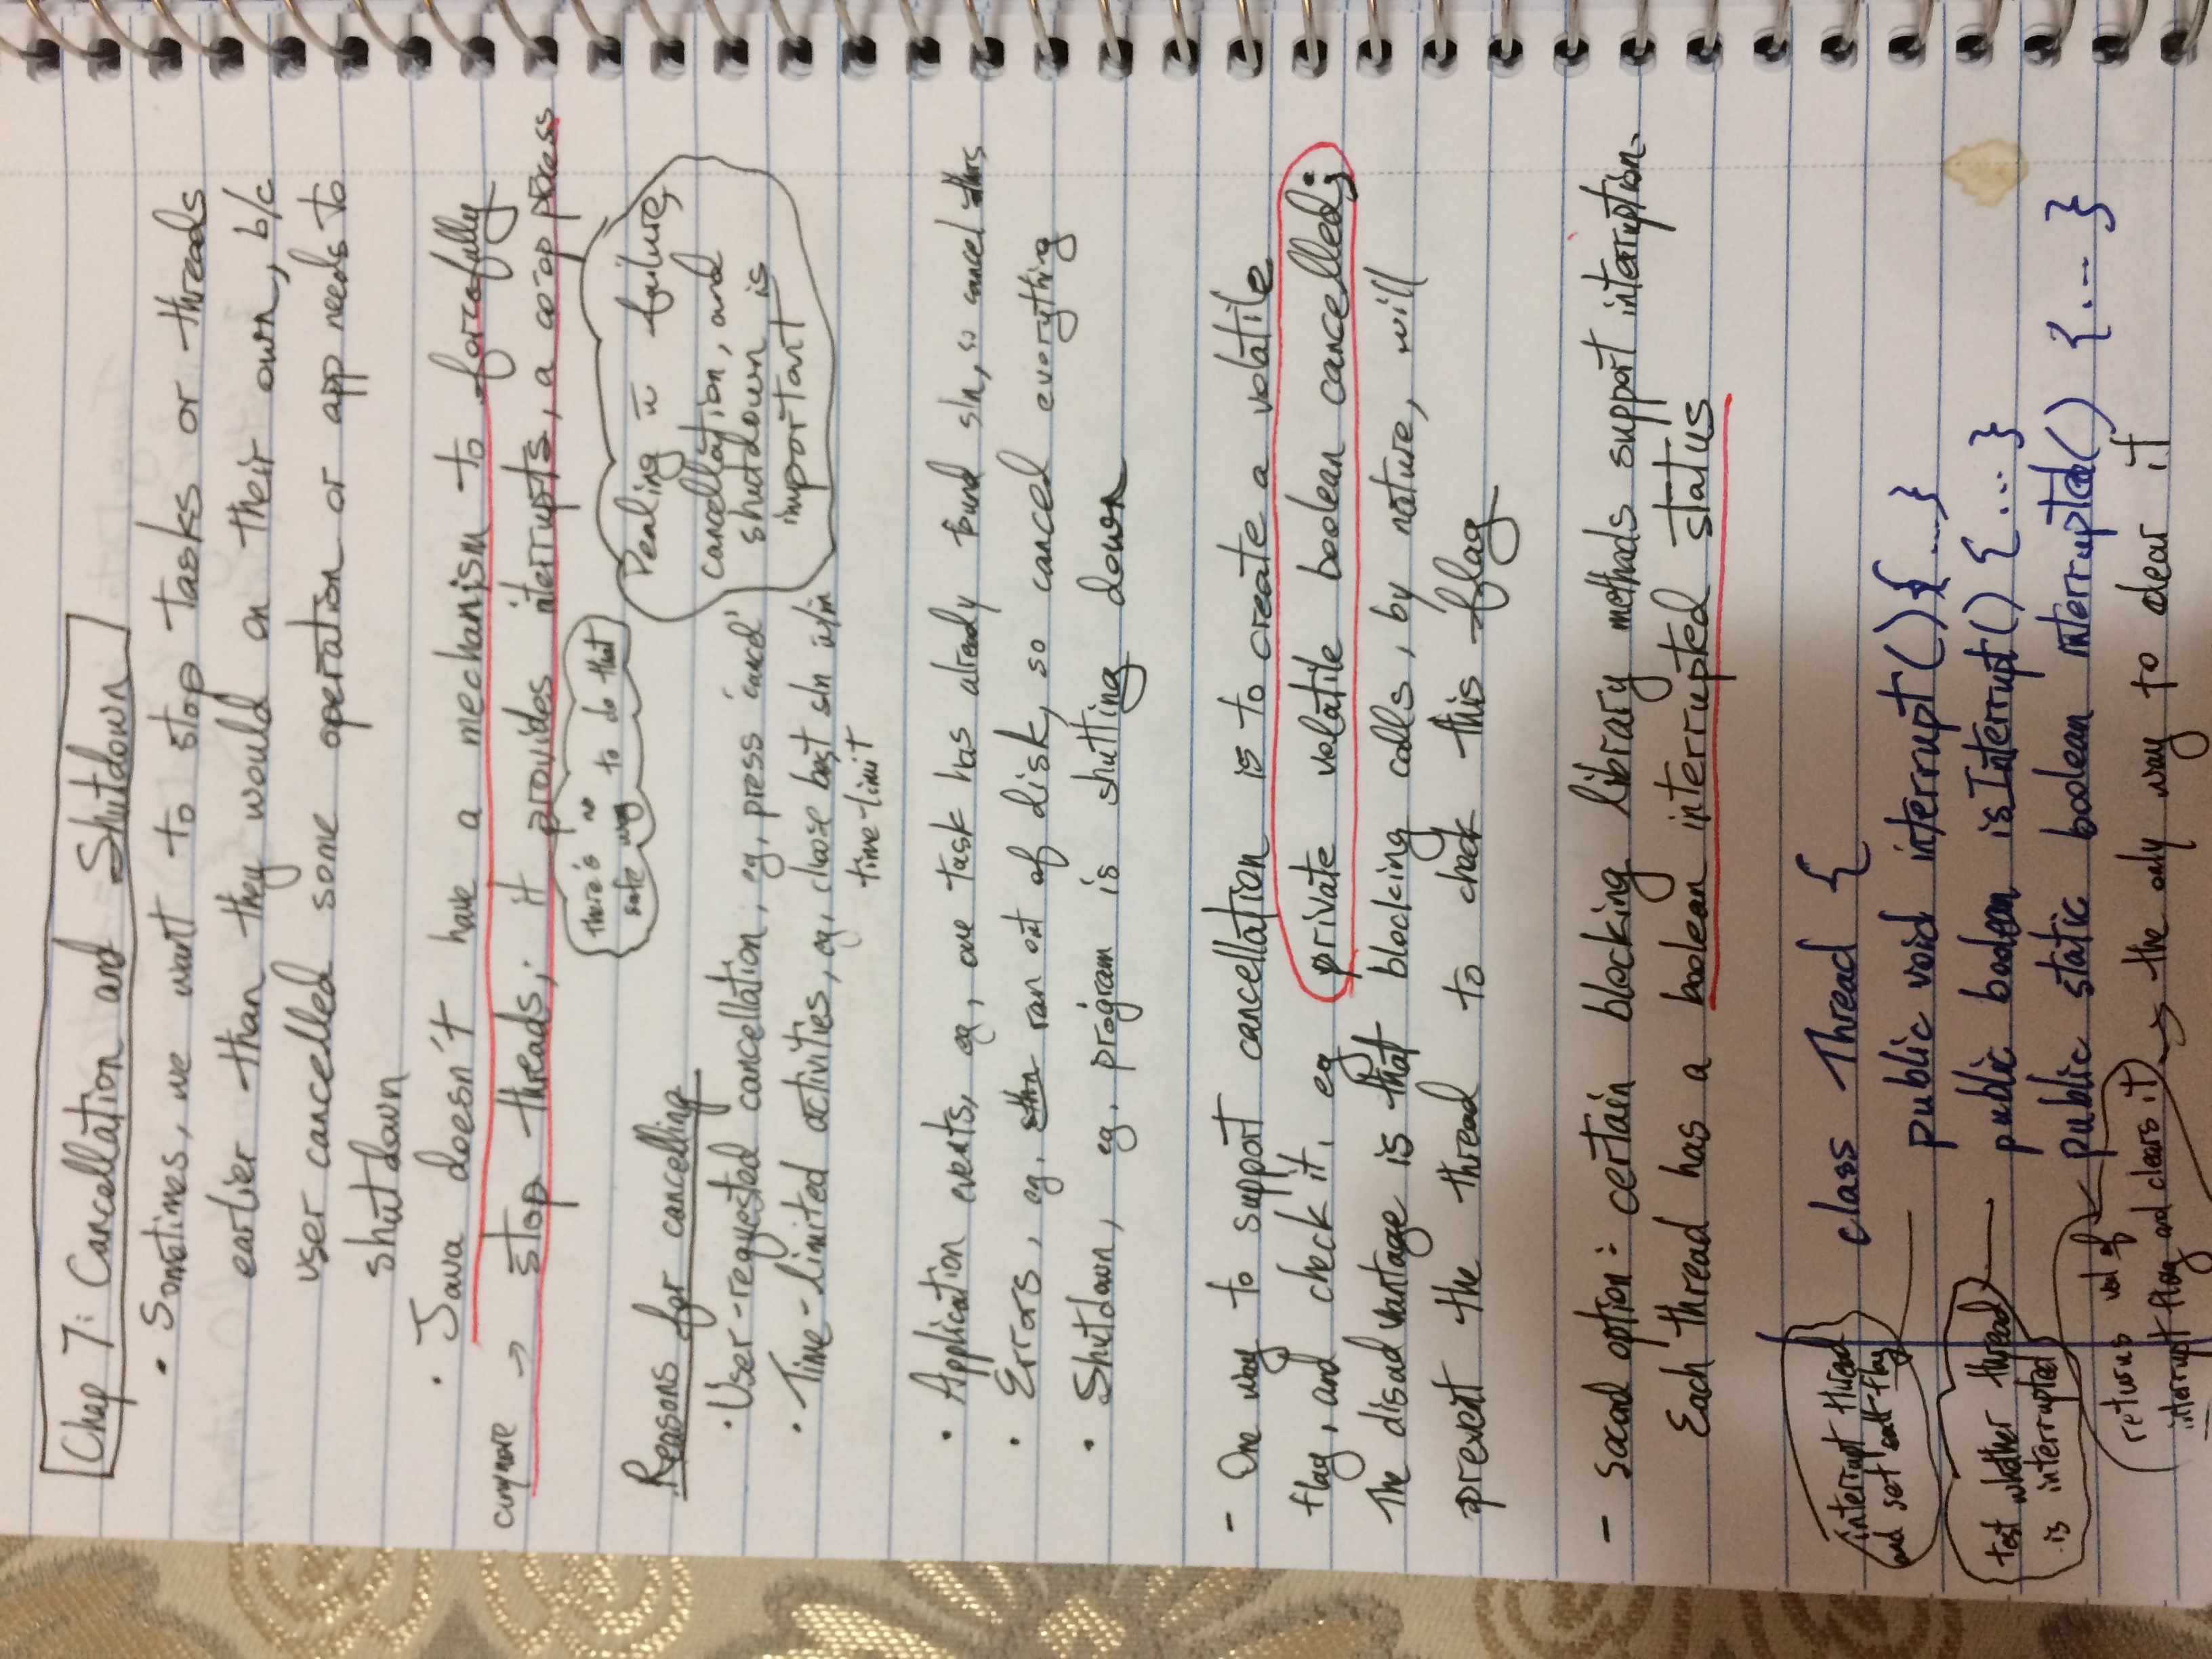 Chap 7: Cancellation and Shutdown
• Sometimes, we want to stop tasks or threads
earlier than they would on their own, b/c
user cancelled some operation or app needs to
shutdown
• Java doesn't have a mechanism to forcefully
anymore → stop threads; it provides interrupts, a co-op process
there's no
safe way to do that
Dealing w failure,
cancellation, and
shutdown is
important
Reasons for cancelling
• User-requested cancellation, eg, press 'cancel'
• Time-limited activities, eg, choose best sln w/in
time-limit
• Application events, eg, one task has already found sln, so cancel others
• Errors, eg. ran out of disk, so cancel everything
• Shutdown, eg. program is shutting down
- One way to support cancellation is to create a volatile
flag, and check it, eg private volatile boolean cancelled;
The disadvantage is that blocking calls, by nature, will
prevent the thread to check this flag
- second option: certain blocking library methods support interruption.
Each thread has a boolean interrupted status
interrupt thread
and set flag
class Thread {
public void interrupt(){...}
test whether thread
is interrupted
public boolean isInterrupt() {...}
public static boolean interrupted() {...}
returns val of
interrupt flag and clears it → the only way to clear it